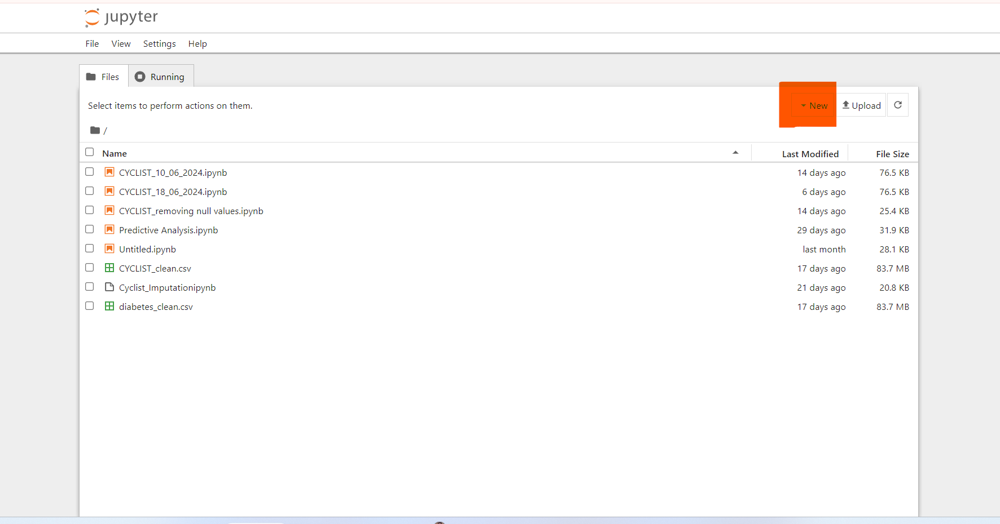 jupyter
File View Settings Help
Files Running
Select items to perform actions on them.
New Upload
/
Name Last Modified File Size
CYCLIST_10_06_2024.ipynb 14 days ago 76.5 KB
CYCLIST_18_06_2024.ipynb 6 days ago 76.5 KB
CYCLIST_removing null values.ipynb 14 days ago 25.4 KB
Predictive Analysis.ipynb 29 days ago 31.9 KB
Untitled.ipynb last month 28.1 KB
CYCLIST_clean.csv 17 days ago 83.7 MB
Cyclist_Imputationipynb 21 days ago 20.8 KB
diabetes_clean.csv 17 days ago 83.7 MB